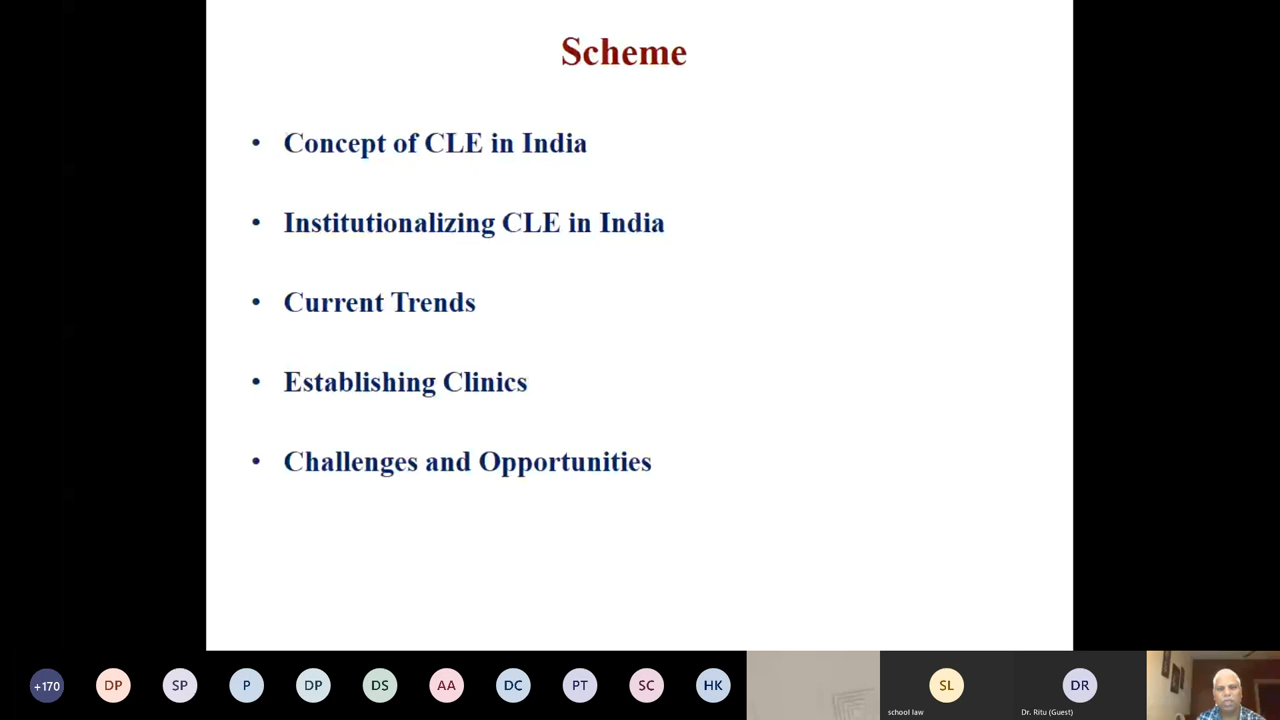 Scheme
• Concept of CLE in India
• Institutionalizing CLE in India
• Current Trends
• Establishing Clinics
• Challenges and Opportunities
+170 DP SP P DP DS AA DC PT SC HK SL DR
school law Dr. Ritu (Guest)